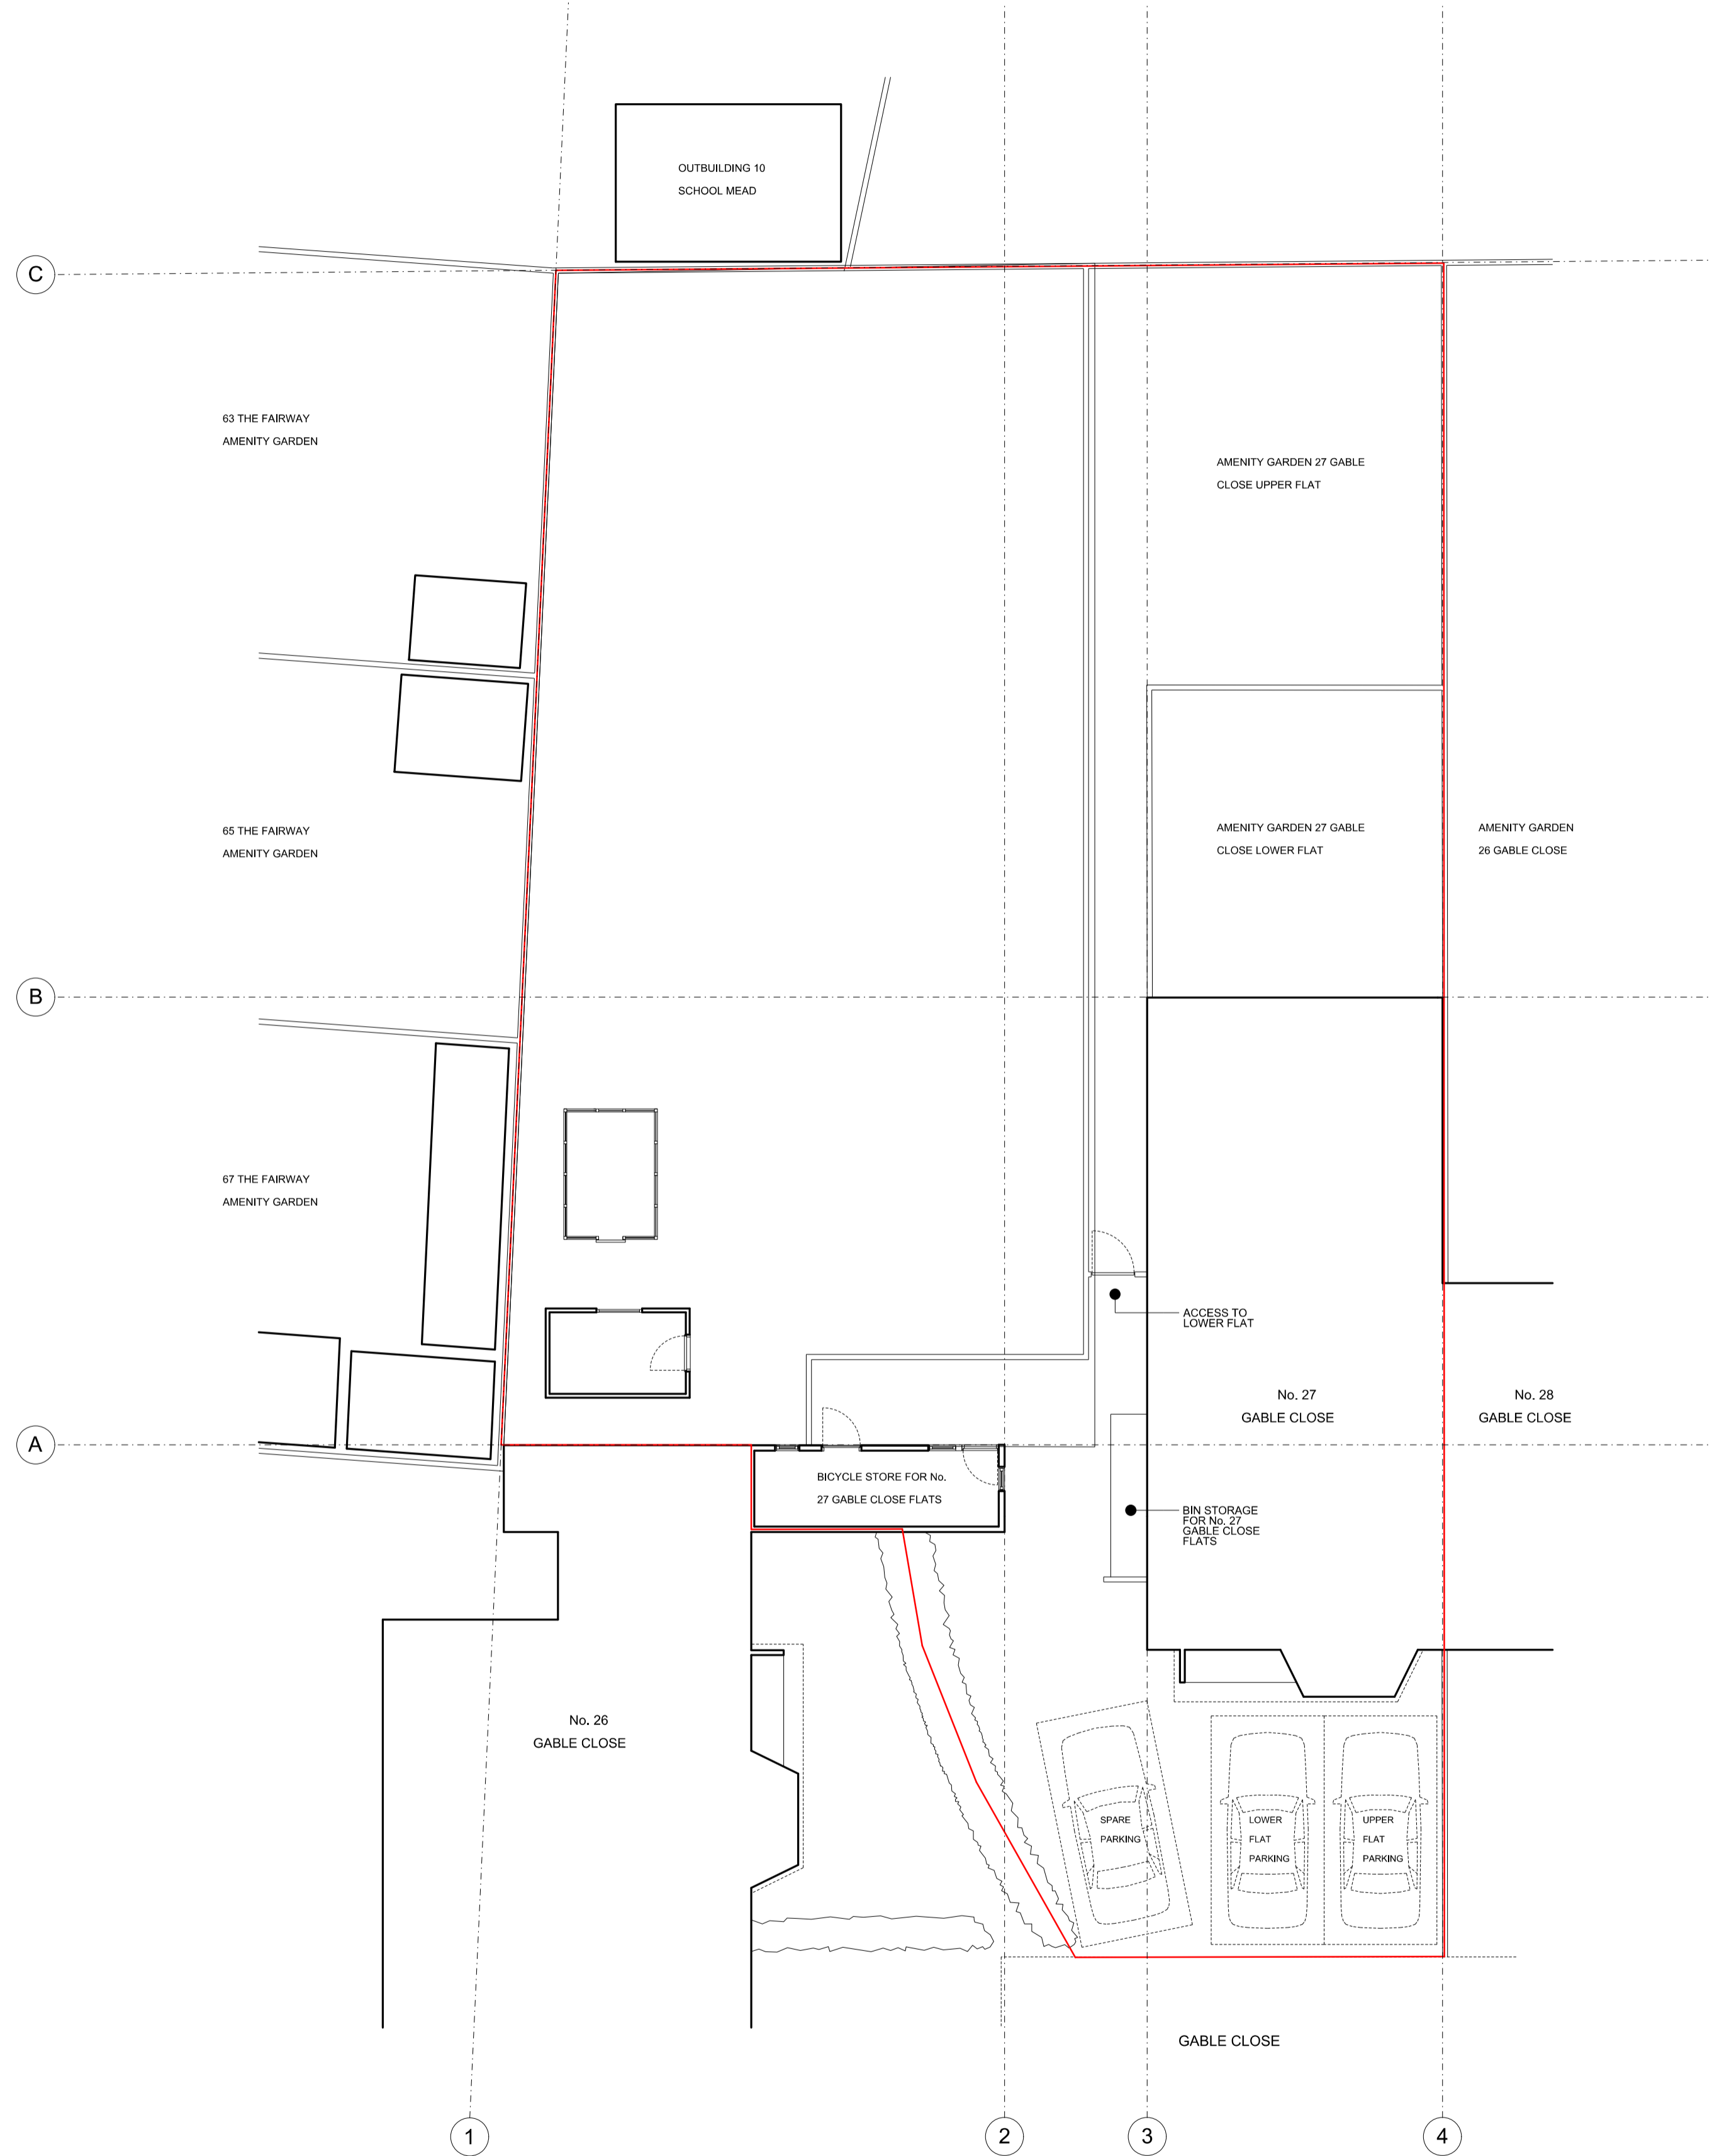 OUTBUILDING 10
SCHOOL MEAD
C
63 THE FAIRWAY
AMENITY GARDEN
AMENITY GARDEN 27 GABLE
CLOSE UPPER FLAT
65 THE FAIRWAY
AMENITY GARDEN
AMENITY GARDEN 27 GABLE
CLOSE LOWER FLAT
AMENITY GARDEN
26 GABLE CLOSE
B
67 THE FAIRWAY
AMENITY GARDEN
ACCESS TO
LOWER FLAT
No. 27
GABLE CLOSE
No. 28
GABLE CLOSE
A
BICYCLE STORE FOR No.
27 GABLE CLOSE FLATS
BIN STORAGE
FOR No. 27
GABLE CLOSE
FLATS
No. 26
GABLE CLOSE
SPARE
PARKING
LOWER
FLAT
PARKING
UPPER
FLAT
PARKING
GABLE CLOSE
1
2
3
4